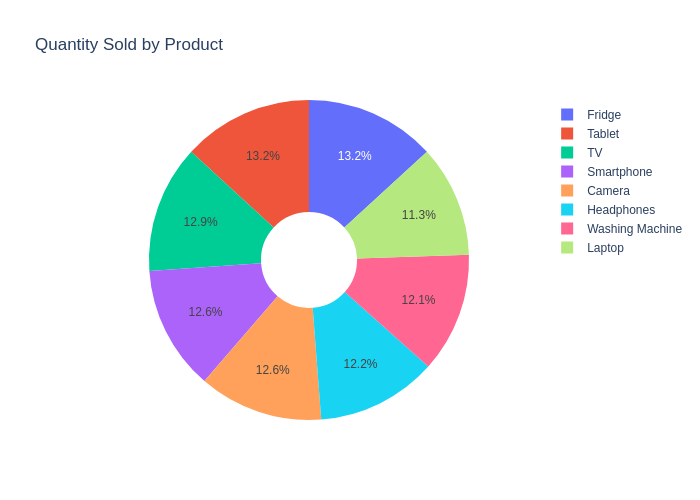 Quantity Sold by Product
13.2%
13.2%
11.3%
12.9%
12.6%
12.1%
12.2%
12.6%
Fridge
Tablet
TV
Smartphone
Camera
Headphones
Washing Machine
Laptop